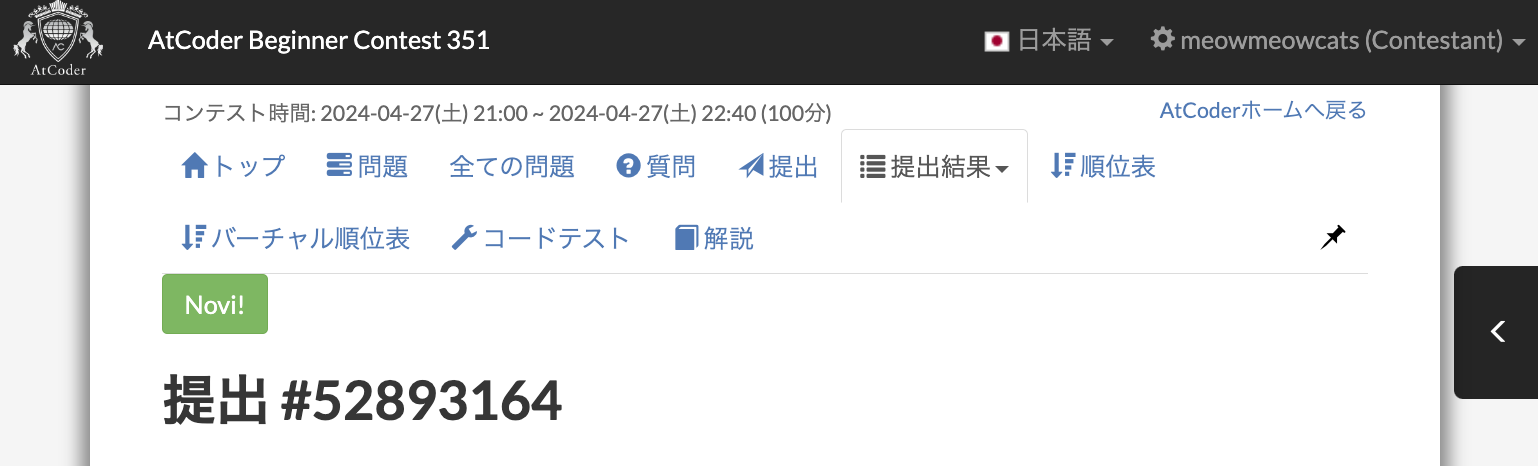 AtCoder Beginner Contest 351
日本語
meowmeowcats (Contestant)
AC
AtCoder
コンテスト時間: 2024-04-27(土) 21:00 ~ 2024-04-27(土) 22:40 (100分)
AtCoderホームへ戻る
トップ 問題 全ての問題 質問 提出 提出結果 順位表
バーチャル順位表 コードテスト 解説
Novi!
提出 #52893164